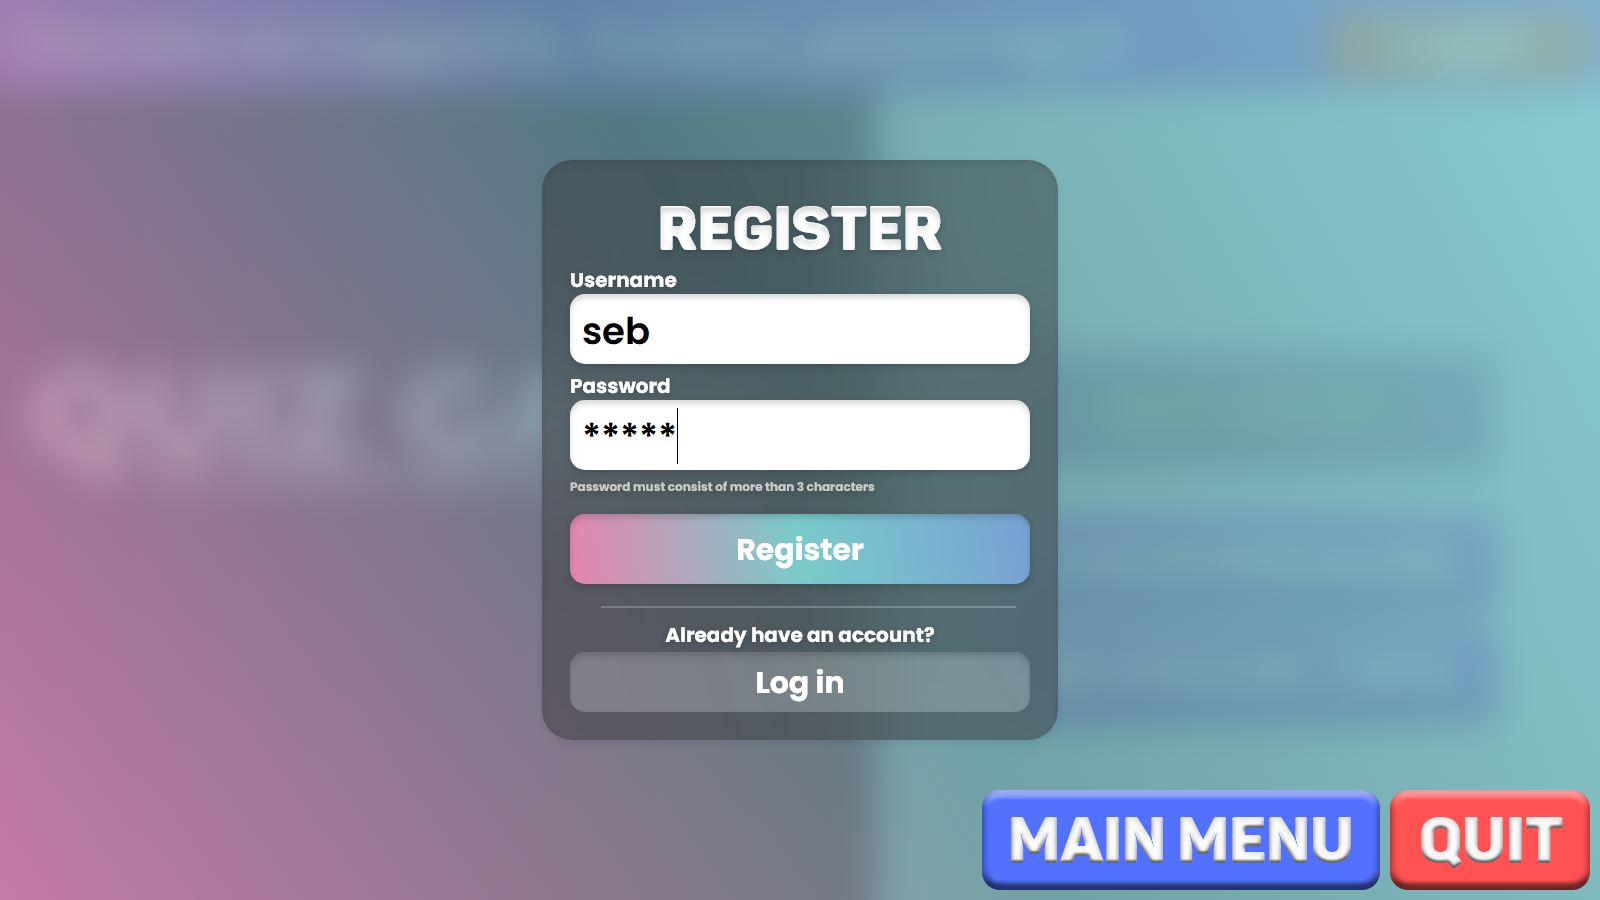 REGISTER
Username
seb
Password
*****
Password must consist of more than 3 characters
Register
Already have an account?
Log in
MAIN MENU
QUIT